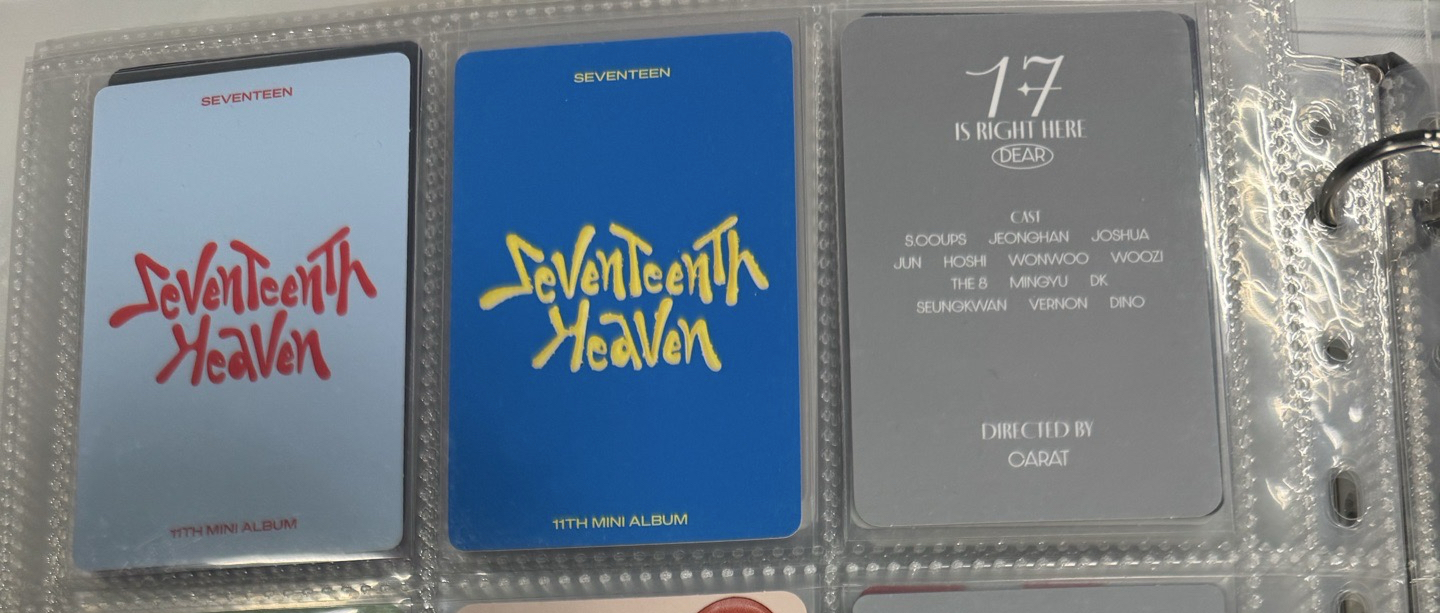 SEVENTEEN
SevenTeenTh
Heaven
11TH MINI ALBUM
SEVENTEEN
SevenTeenTh
Heaven
11TH MINI ALBUM
17
IS RIGHT HERE
DEAR
CAST
S.COUPS JEONGHAN JOSHUA
JUN HOSHI WONWOO WOOZI
THE 8 MINGYU DK
SEUNGKWAN VERNON DINO
DIRECTED BY
CARAT